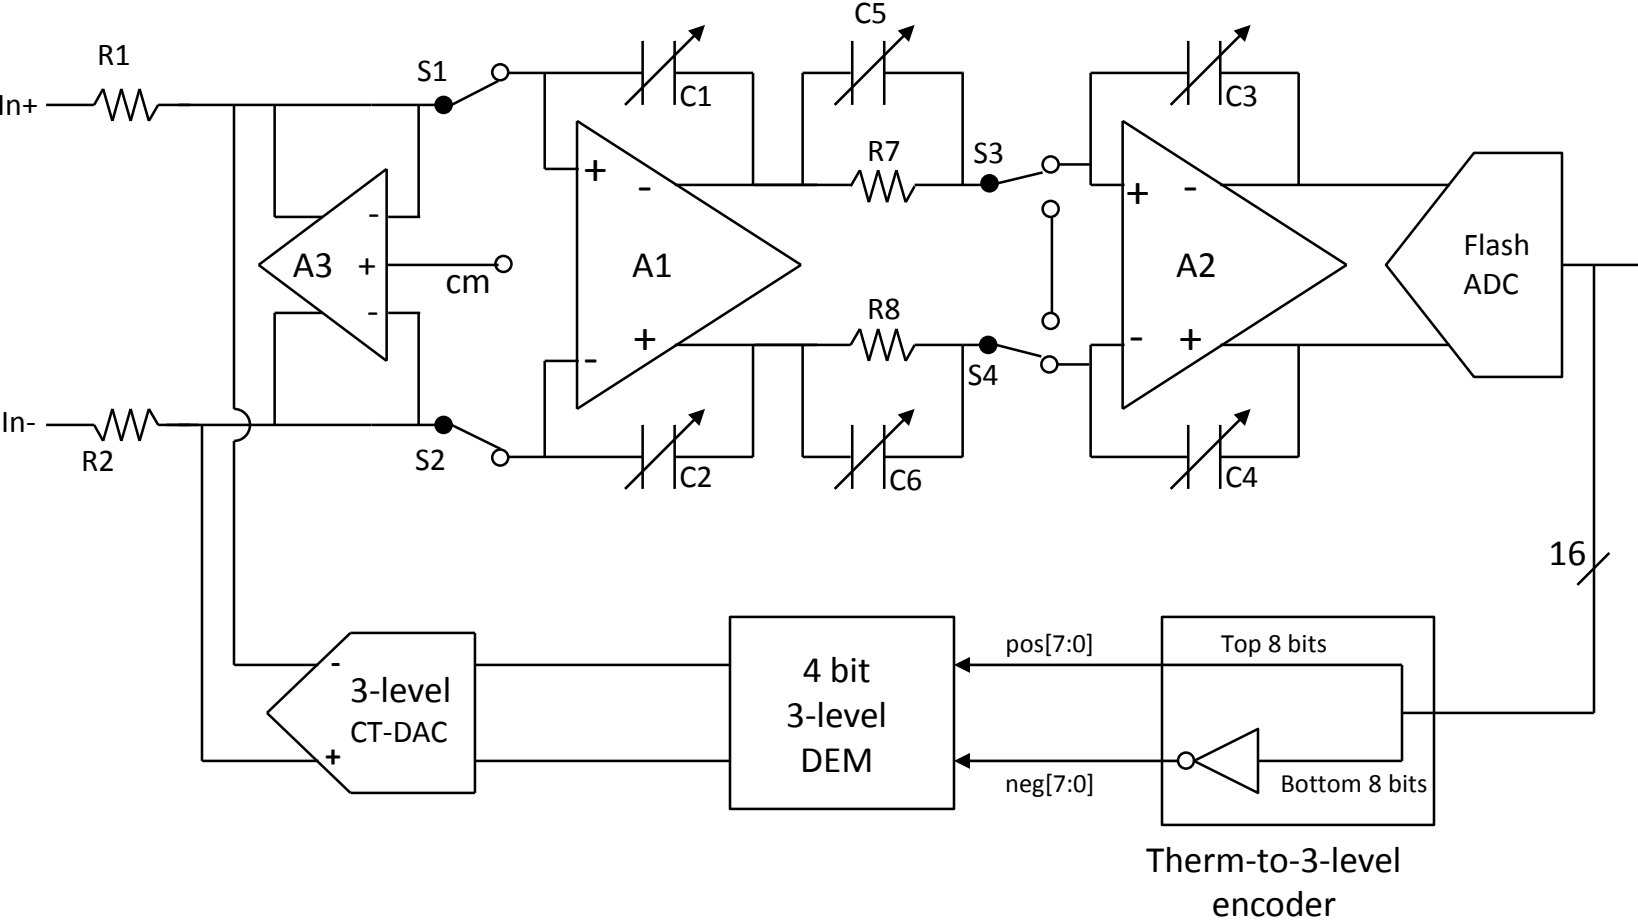 C5
R1
S1
C1
C3
In+
R7
S3
+
-
+
-
-
A3
+
cm
A1
A2
Flash
ADC
-
R8
+
-
+
-
S4
In-
R2
S2
C2
C6
C4
16
pos[7:0]
Top 8 bits
-
3-level
CT-DAC
+
4 bit
3-level
DEM
neg[7:0]
Bottom 8 bits
Therm-to-3-level
encoder